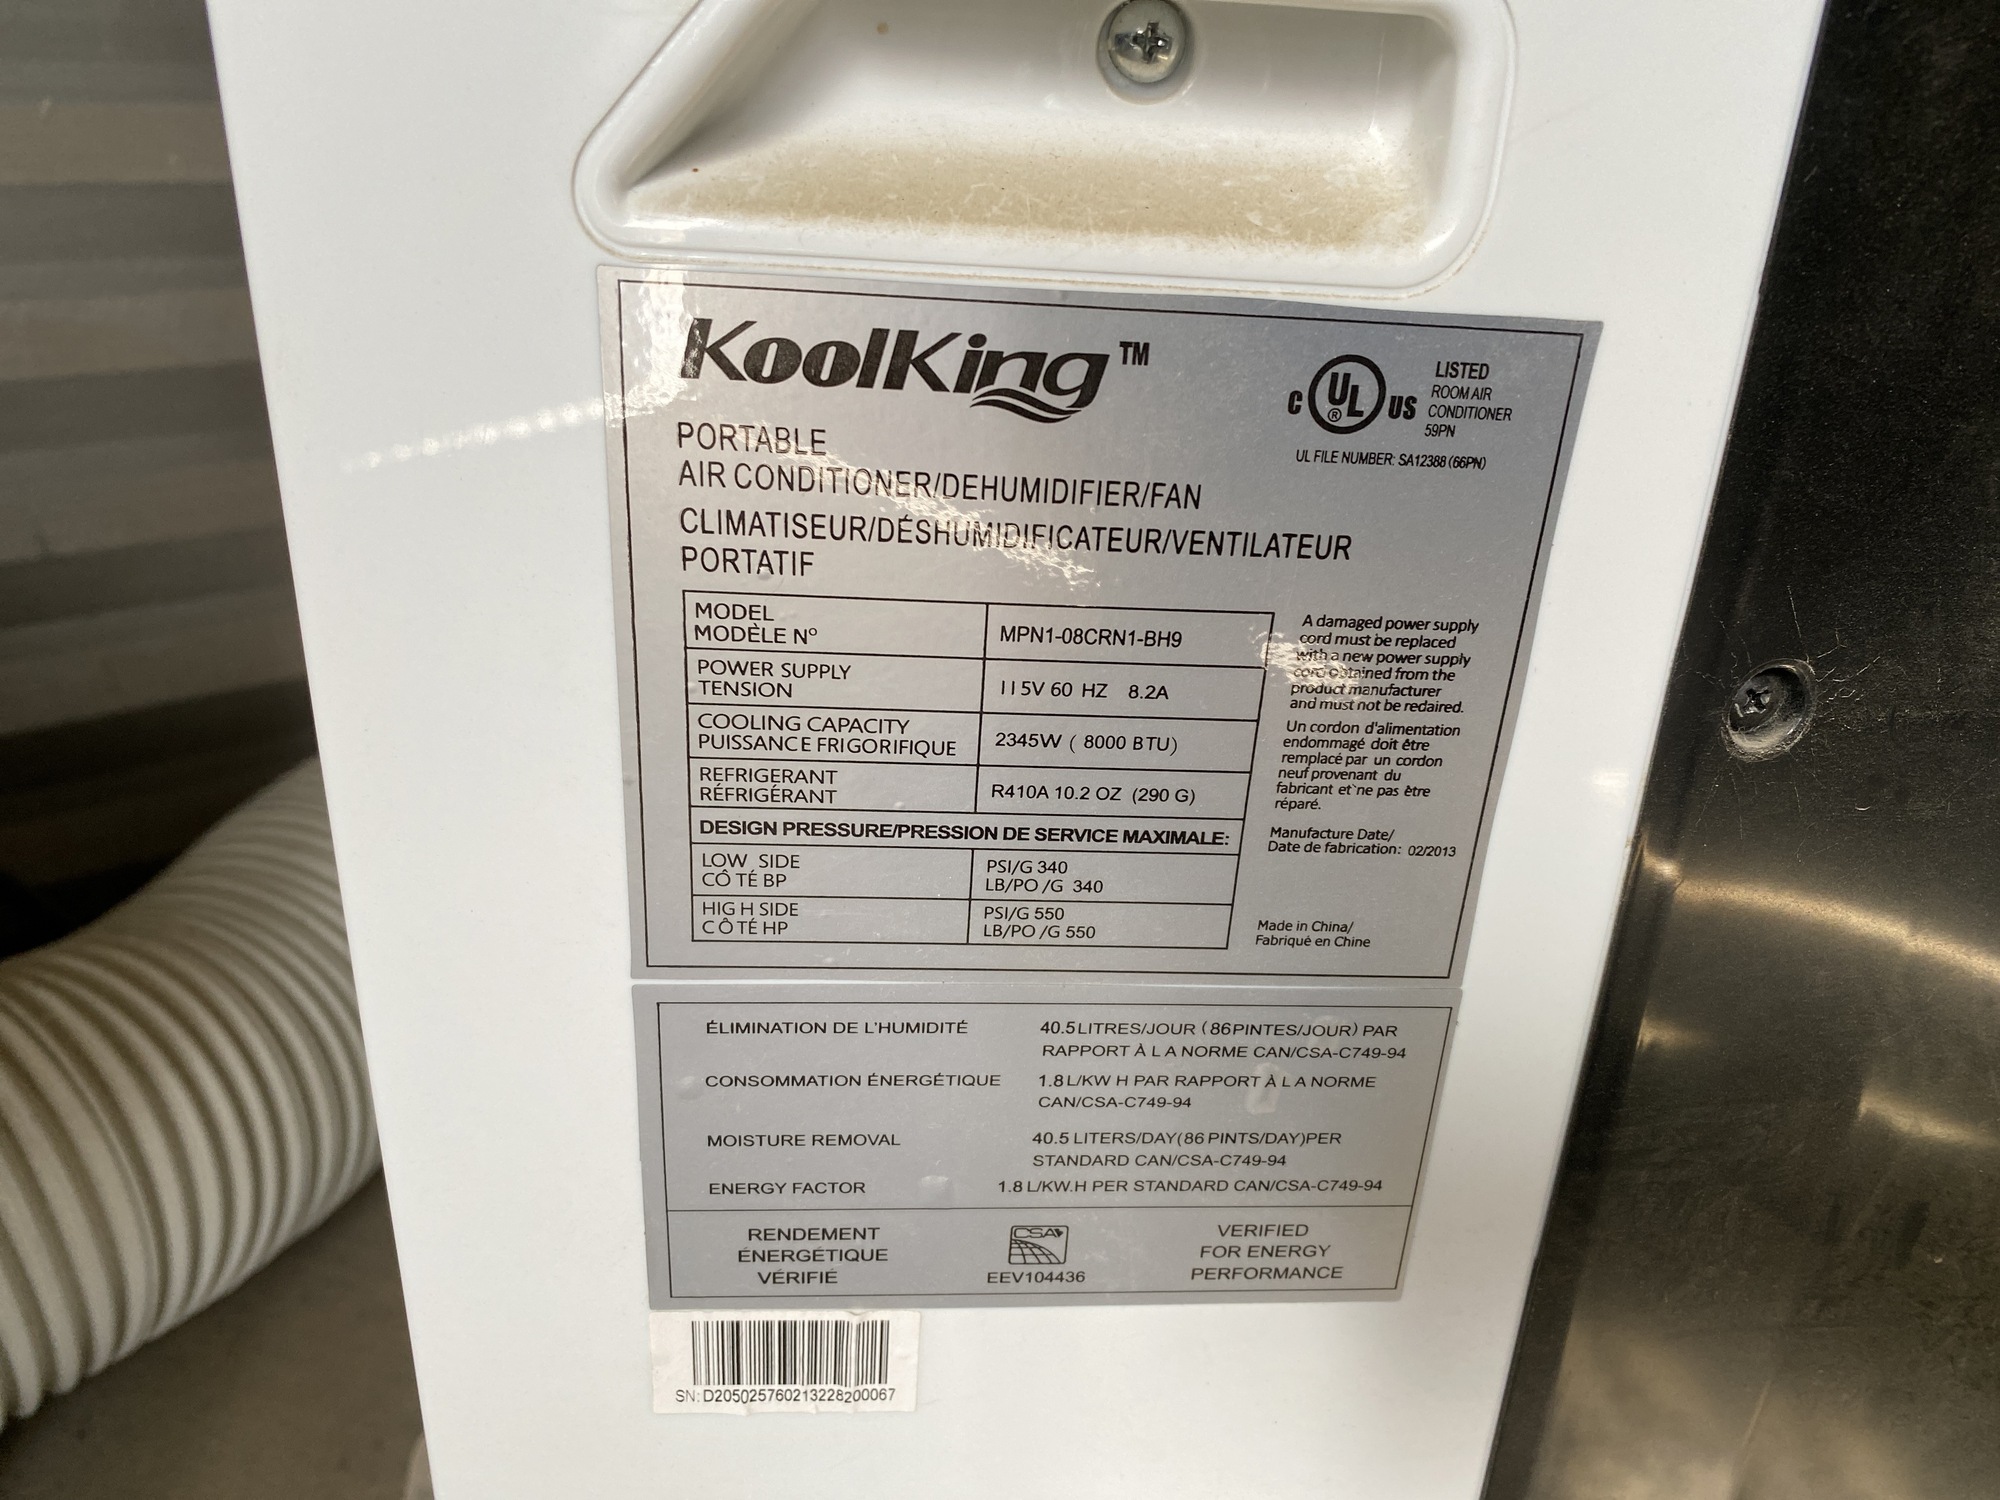 KoolKing™
C UL® US
LISTED
ROOM AIR
CONDITIONER
59PN
UL FILE NUMBER: SA12388 (66PN)
PORTABLE
AIR CONDITIONER/DEHUMIDIFIER/FAN
CLIMATISEUR/DÉSHUMIDIFICATEUR/VENTILATEUR
PORTATIF
MODEL
MODÈLE Nº
MPN1-08CRN1-BH9
POWER SUPPLY
TENSION
115V 60 HZ 8.2A
COOLING CAPACITY
PUISSANCE FRIGORIFIQUE
2345W ( 8000 BTU)
REFRIGERANT
RÉFRIGÉRANT
R410A 10.2 OZ (290 G)
DESIGN PRESSURE/PRESSION DE SERVICE MAXIMALE:
LOW SIDE
CÔTÉ BP
PSI/G 340
LB/PO /G 340
HIGH SIDE
CÔTÉ HP
PSI/G 550
LB/PO /G 550
A damaged power supply
cord must be replaced
with a new power supply
cord obtained from the
product manufacturer
and must not be redaired.
Un cordon d'alimentation
endommagé doit être
remplacé par un cordon
neuf provenant du
fabricant et`ne pas être
réparé.
Manufacture Date/
Date de fabrication: 02/2013
Made in China/
Fabriqué en Chine
ÉLIMINATION DE L'HUMIDITÉ
40.5 LITRES/JOUR (86 PINTES/JOUR) PAR
RAPPORT À LA NORME CAN/CSA-C749-94
CONSOMMATION ÉNERGÉTIQUE
1.8 L/KW H PAR RAPPORT À LA NORME
CAN/CSA-C749-94
MOISTURE REMOVAL
40.5 LITERS/DAY(86 PINTS/DAY)PER
STANDARD CAN/CSA-C749-94
ENERGY FACTOR
1.8 L/KW.H PER STANDARD CAN/CSA-C749-94
RENDEMENT
ÉNERGÉTIQUE
VÉRIFIÉ
CSA
EEV104436
VERIFIED
FOR ENERGY
PERFORMANCE
SN: D205025760213228200067